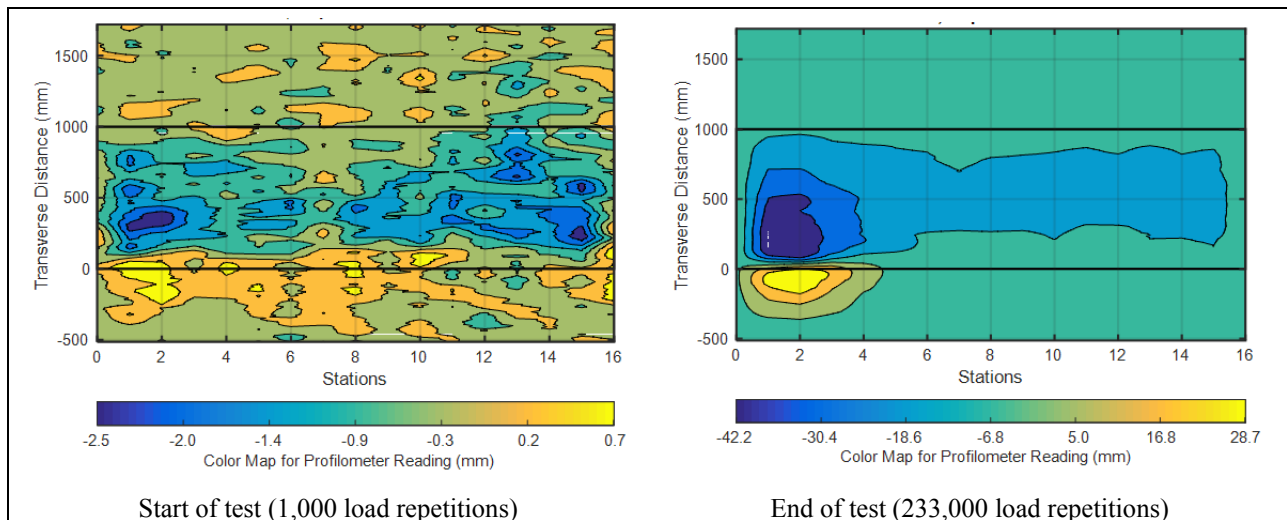 1500
1000
500
0
-500
Transverse Distance (mm)
0 2 4 6 8 10 12 14 16
Stations
-2.5 -2.0 -1.4 -0.9 -0.3 0.2 0.7
Color Map for Profilometer Reading (mm)
Start of test (1,000 load repetitions)
1500
1000
500
0
-500
Transverse Distance (mm)
0 2 4 6 8 10 12 14 16
Stations
-42.2 -30.4 -18.6 -6.8 5.0 16.8 28.7
Color Map for Profilometer Reading (mm)
End of test (233,000 load repetitions)